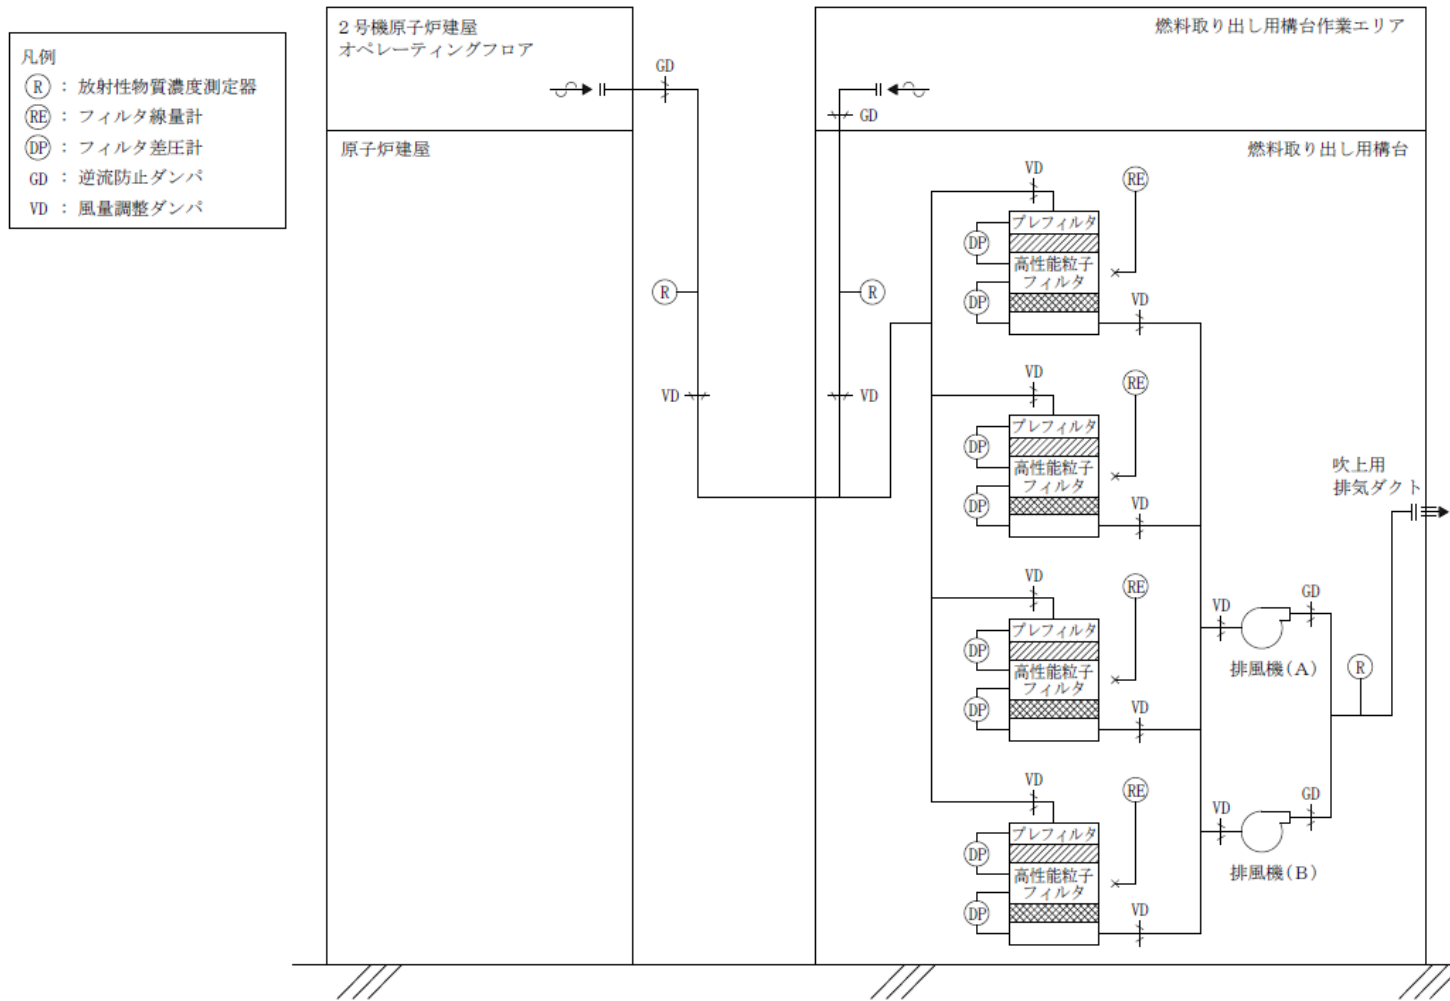 凡例
R : 放射性物質濃度測定器
RE : フィルタ線量計
DP : フィルタ差圧計
GD : 逆流防止ダンパ
VD : 風量調整ダンパ
2号機原子炉建屋
オペレーティングフロア
GD
原子炉建屋
R
VD
燃料取り出し用構台作業エリア
GD
燃料取り出し用構台
R
VD
VD
RE
プレフィルタ
DP
高性能粒子
フィルタ
DP
VD
VD
RE
プレフィルタ
DP
高性能粒子
フィルタ
DP
VD
VD
RE
プレフィルタ
DP
高性能粒子
フィルタ
DP
VD
VD
RE
プレフィルタ
DP
高性能粒子
フィルタ
DP
VD
VD
GD
排風機(A)
VD
GD
排風機(B)
R
吹上用
排気ダクト